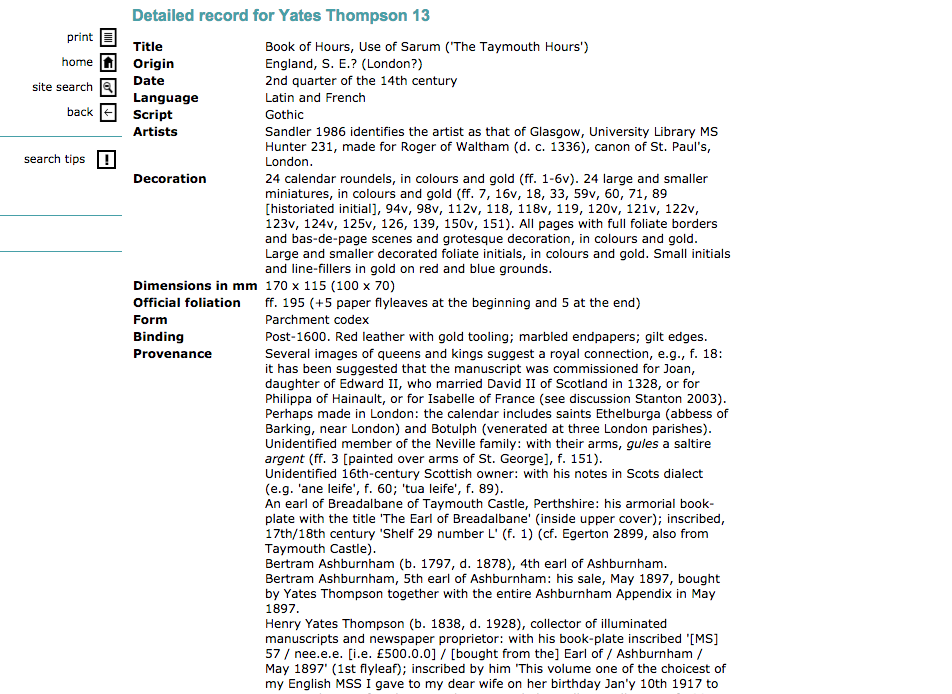 Detailed record for Yates Thompson 13
print
home
site search
back
search tips
Title Book of Hours, Use of Sarum ('The Taymouth Hours')
Origin England, S. E.? (London?)
Date 2nd quarter of the 14th century
Language Latin and French
Script Gothic
Artists Sandler 1986 identifies the artist as that of Glasgow, University Library MS
Hunter 231, made for Roger of Waltham (d. c. 1336), canon of St. Paul's,
London.
Decoration 24 calendar roundels, in colours and gold (ff. 1-6v). 24 large and smaller
miniatures, in colours and gold (ff. 7, 16v, 18, 33, 59v, 60, 71, 89
[historiated initial], 94v, 98v, 112v, 118, 118v, 119, 120v, 121v, 122v,
123v, 124v, 125v, 126, 139, 150v, 151). All pages with full foliate borders
and bas-de-page scenes and grotesque decoration, in colours and gold.
Large and smaller decorated foliate initials, in colours and gold. Small initials
and line-fillers in gold on red and blue grounds.
Dimensions in mm 170 x 115 (100 x 70)
Official foliation ff. 195 (+5 paper flyleaves at the beginning and 5 at the end)
Form Parchment codex
Binding Post-1600. Red leather with gold tooling; marbled endpapers; gilt edges.
Provenance Several images of queens and kings suggest a royal connection, e.g., f. 18:
it has been suggested that the manuscript was commissioned for Joan,
daughter of Edward II, who married David II of Scotland in 1328, or for
Philippa of Hainault, or for Isabelle of France (see discussion Stanton 2003).
Perhaps made in London: the calendar includes saints Ethelburga (abbess of
Barking, near London) and Botulph (venerated at three London parishes).
Unidentified member of the Neville family: with their arms, gules a saltire
argent (ff. 3 [painted over arms of St. George], f. 151).
Unidentified 16th-century Scottish owner: with his notes in Scots dialect
(e.g. 'ane leife', f. 60; 'tua leife', f. 89).
An earl of Breadalbane of Taymouth Castle, Perthshire: his armorial book-
plate with the title 'The Earl of Breadalbane' (inside upper cover); inscribed,
17th/18th century 'Shelf 29 number L' (f. 1) (cf. Egerton 2899, also from
Taymouth Castle).
Bertram Ashburnham (b. 1797, d. 1878), 4th earl of Ashburnham.
Bertram Ashburnham, 5th earl of Ashburnham: his sale, May 1897, bought
by Yates Thompson together with the entire Ashburnham Appendix in May
1897.
Henry Yates Thompson (b. 1838, d. 1928), collector of illuminated
manuscripts and newspaper proprietor: with his book-plate inscribed '[MS]
57 / nee.e.e. [i.e. £500.0.0] / [bought from the] Earl of / Ashburnham /
May 1897' (1st flyleaf); inscribed by him 'This volume one of the choicest of
my English MSS I gave to my dear wife on her birthday Jan'y 10th 1917 to